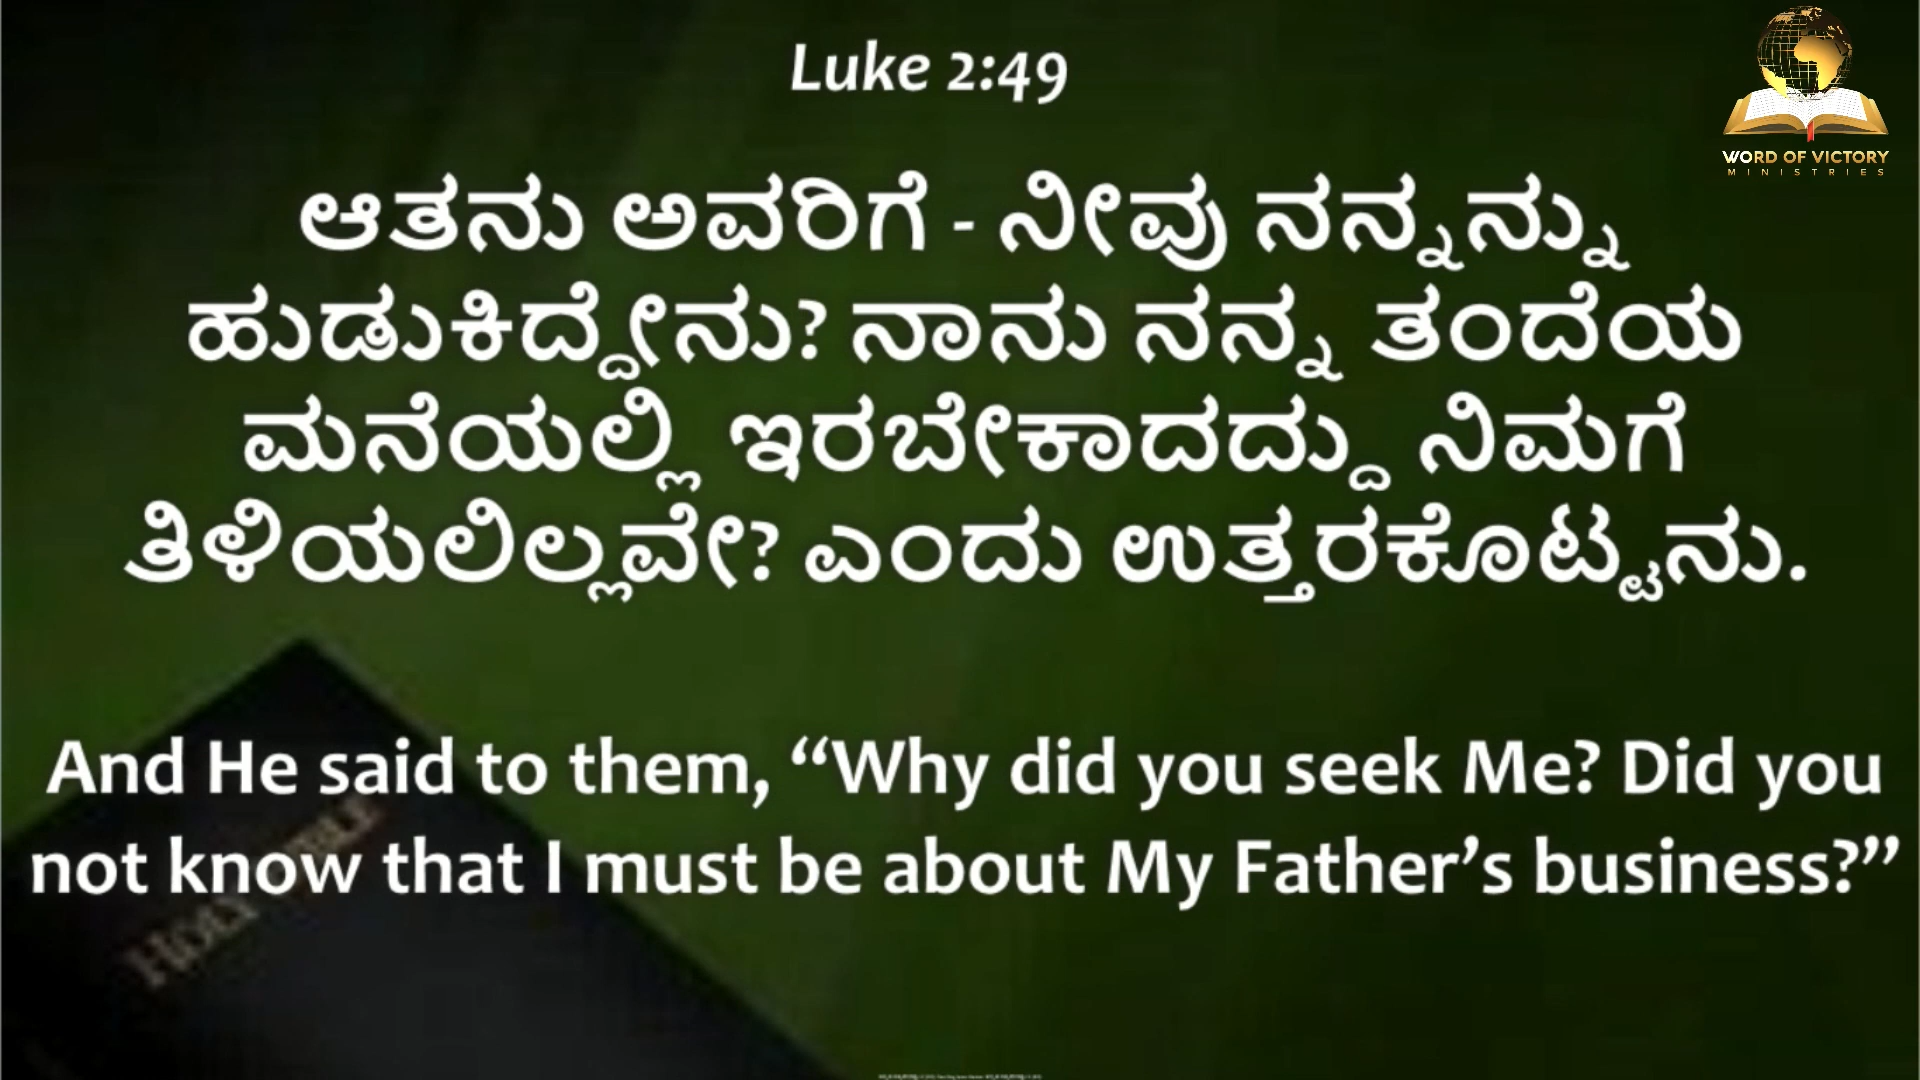 Luke 2:49
WORD OF VICTORY
MINISTRIES
ಆತನು ಅವರಿಗೆ - ನೀವು ನನ್ನನ್ನು
ಹುಡುಕಿದ್ದೇನು? ನಾನು ನನ್ನ ತಂದೆಯ
ಮನೆಯಲ್ಲಿ ಇರಬೇಕಾದದ್ದು ನಿಮಗೆ
ತಿಳಿಯಲಿಲ್ಲವೇ? ಎಂದು ಉತ್ತರಕೊಟ್ಟನು.
And He said to them, “Why did you seek Me? Did you
not know that I must be about My Father’s business?”
HOLY BIBLE